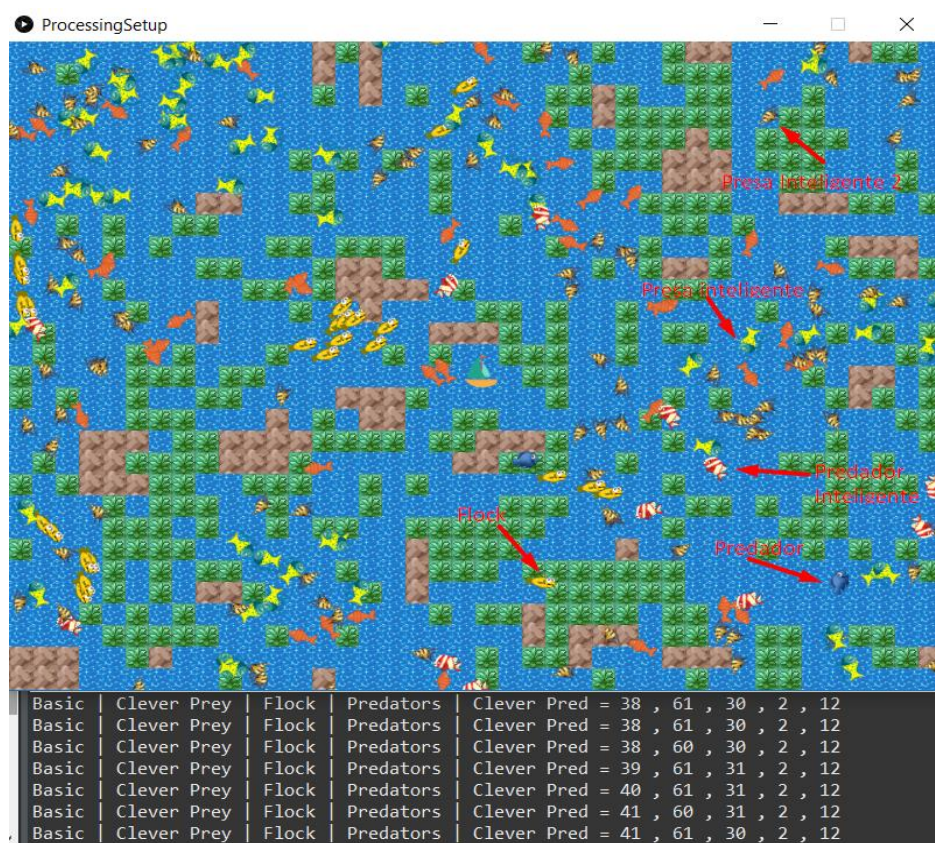 ProcessingSetup
Presa Inteligente 2
Presa Inteligente
Predador
Inteligente
Flock
Predador
Basic | Clever Prey | Flock | Predators | Clever Pred = 38 , 61 , 30 , 2 , 12
Basic | Clever Prey | Flock | Predators | Clever Pred = 38 , 61 , 30 , 2 , 12
Basic | Clever Prey | Flock | Predators | Clever Pred = 38 , 60 , 30 , 2 , 12
Basic | Clever Prey | Flock | Predators | Clever Pred = 39 , 61 , 31 , 2 , 12
Basic | Clever Prey | Flock | Predators | Clever Pred = 40 , 61 , 31 , 2 , 12
Basic | Clever Prey | Flock | Predators | Clever Pred = 41 , 60 , 31 , 2 , 12
Basic | Clever Prey | Flock | Predators | Clever Pred = 41 , 61 , 30 , 2 , 12